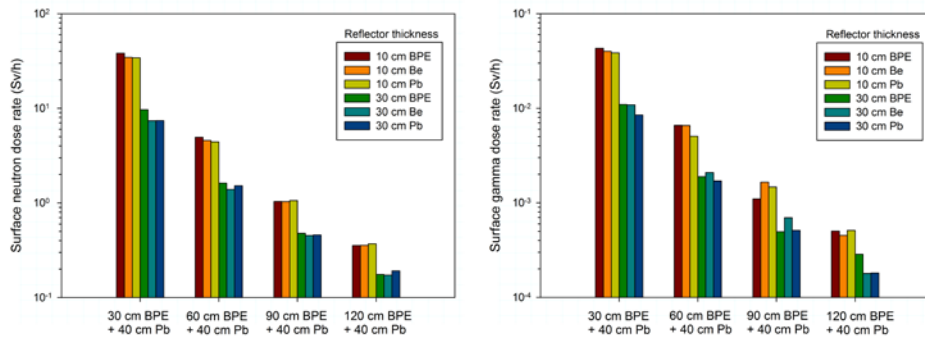 Surface neutron dose rate (Sv/h)
10²
10¹
10⁰
10⁻¹
Reflector thickness
10 cm BPE
10 cm Be
10 cm Pb
30 cm BPE
30 cm Be
30 cm Pb
30 cm BPE
+ 40 cm Pb
60 cm BPE
+ 40 cm Pb
90 cm BPE
+ 40 cm Pb
120 cm BPE
+ 40 cm Pb
Surface gamma dose rate (Sv/h)
10⁻¹
10⁻²
10⁻³
10⁻⁴
Reflector thickness
10 cm BPE
10 cm Be
10 cm Pb
30 cm BPE
30 cm Be
30 cm Pb
30 cm BPE
+ 40 cm Pb
60 cm BPE
+ 40 cm Pb
90 cm BPE
+ 40 cm Pb
120 cm BPE
+ 40 cm Pb